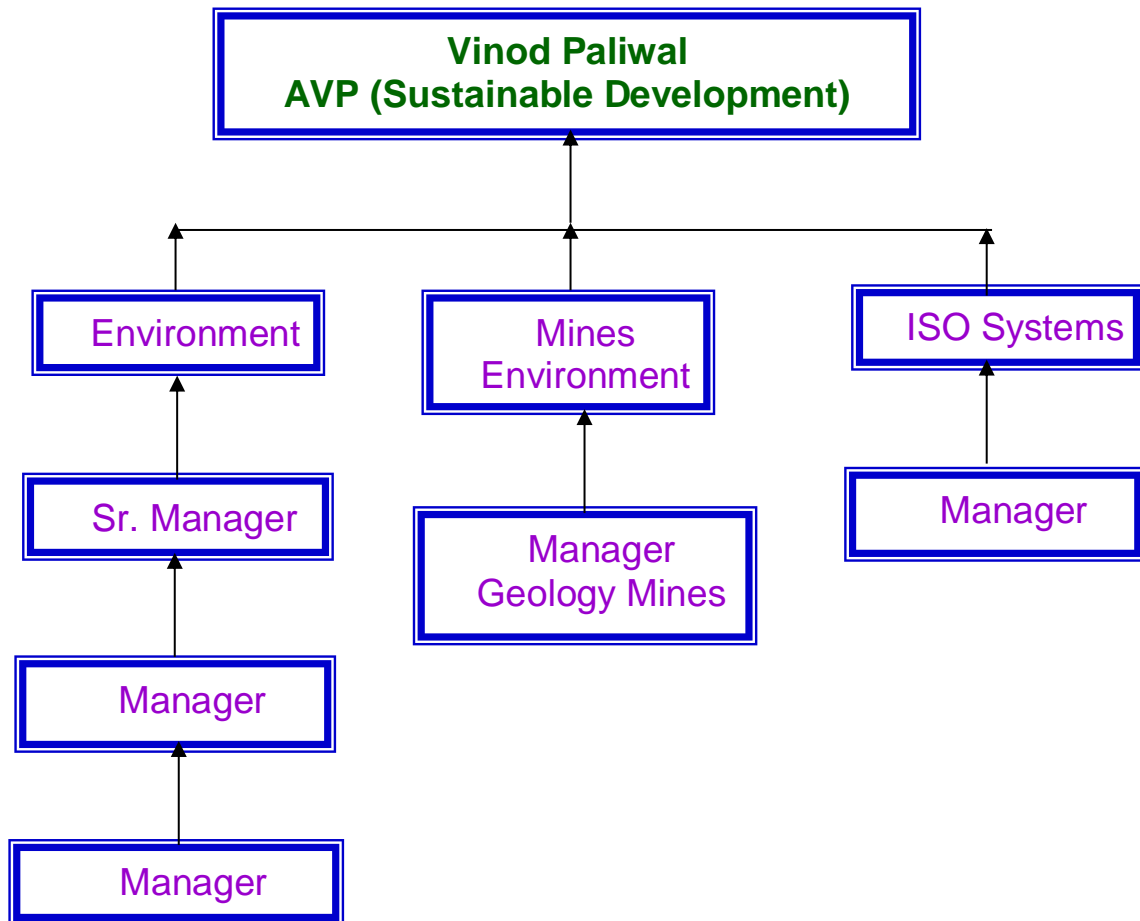 Vinod Paliwal
AVP (Sustainable Development)
Environment
Mines
Environment
ISO Systems
Sr. Manager
Manager
Geology Mines
Manager
Manager
Manager